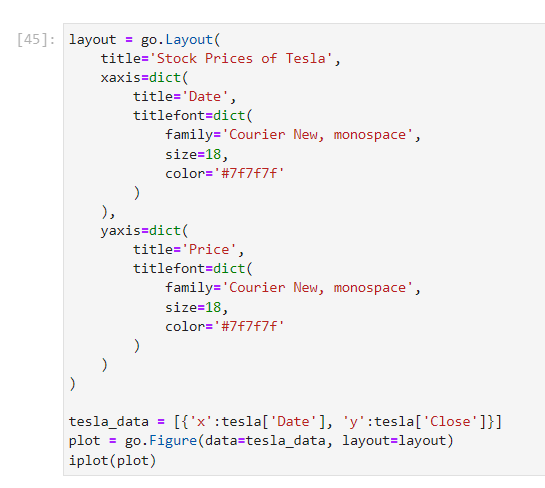 [45]: layout = go.Layout(
    title='Stock Prices of Tesla',
    xaxis=dict(
        title='Date',
        titlefont=dict(
            family='Courier New, monospace',
            size=18,
            color='#7f7f7f'
        )
    ),
    yaxis=dict(
        title='Price',
        titlefont=dict(
            family='Courier New, monospace',
            size=18,
            color='#7f7f7f'
        )
    )
)

tesla_data = [{'x':tesla['Date'], 'y':tesla['Close']}]
plot = go.Figure(data=tesla_data, layout=layout)
iplot(plot)